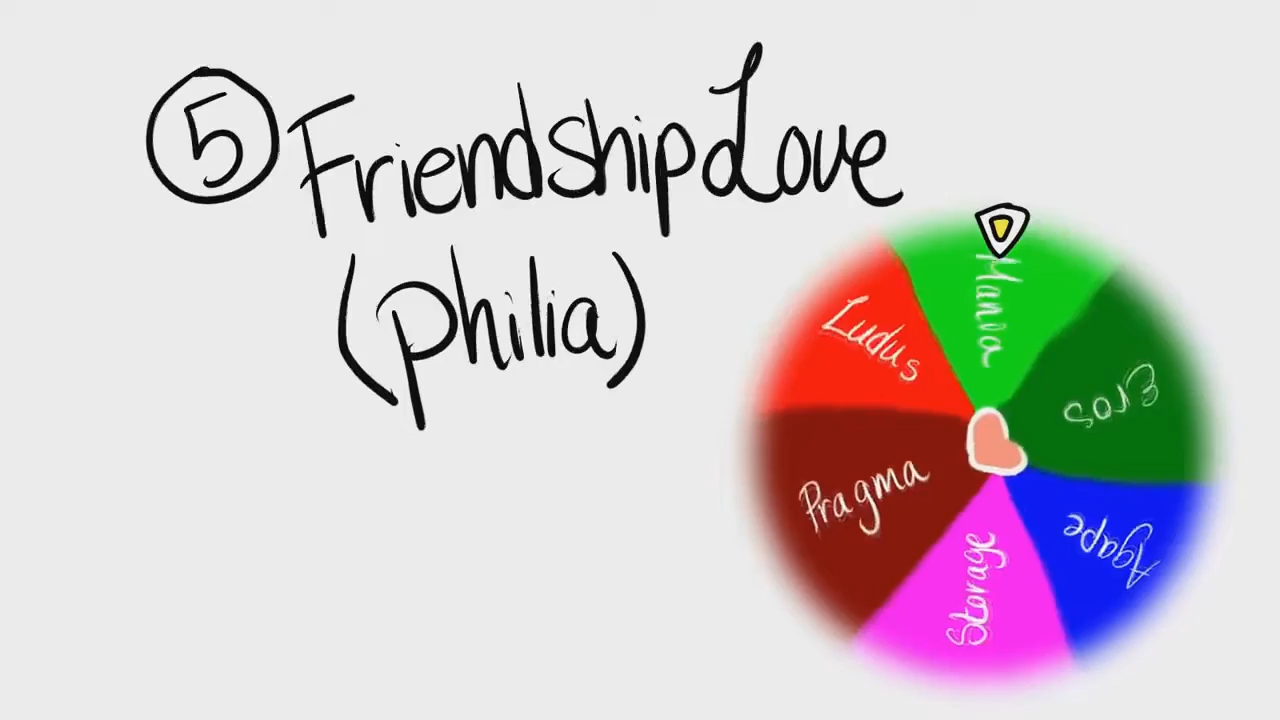 5 Friendship Love
(philia)
Mania
Ludus
Eros
Pragma
Agape
Storage